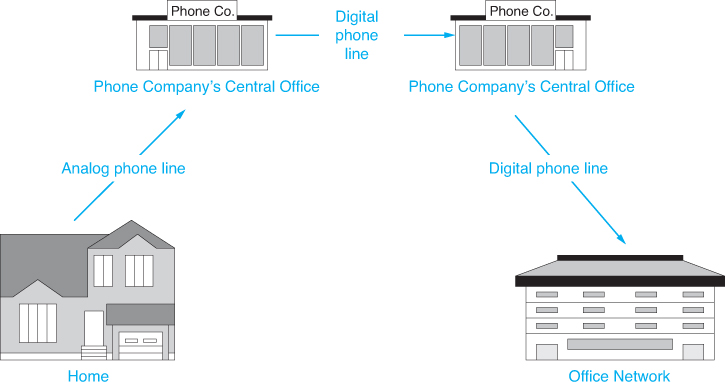 Phone Co.
Digital
phone
line
Phone Co.
Phone Company's Central Office
Phone Company's Central Office
Analog phone line
Digital phone line
Home
Office Network